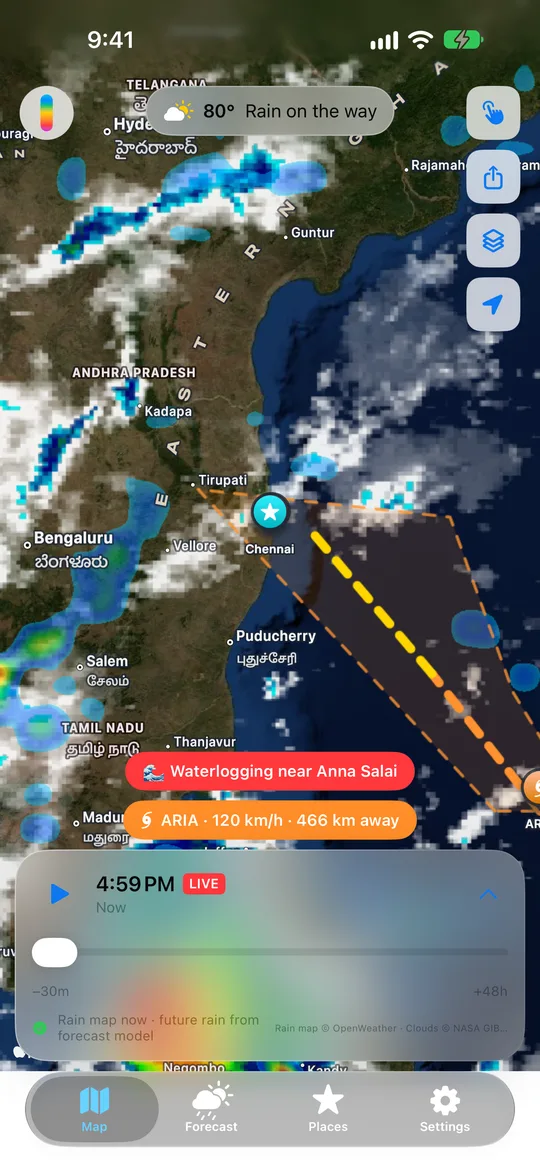 9:41
TELANGANA
80° Rain on the way
హైదరాబాద్
Guntur
EASTERN GHA
ANDHRA PRADESH
Kadapa
Tirupati
Bengaluru
ಬೆಂಗಳೂರು
Vellore
Chennai
Puducherry
புதுச்சேரி
Salem
சேலம்
TAMIL NADU
தமிழ் நாடு
Thanjavur
🌊 Waterlogging near Anna Salai
ARIA · 120 km/h · 466 km away
மதுரை
4:59 PM LIVE
Now
−30m
+48h
Rain map now · future rain from
forecast model
Rain map © OpenWeather · Clouds © NASA GIB...
Negombo
Kandy
Map
Forecast
Places
Settings